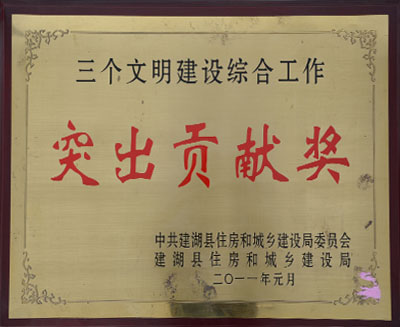 三个文明建设综合工作
突出贡献奖
中共建湖县住房和城乡建设局委员会
建湖县住房和城乡建设局
二〇一一年元月